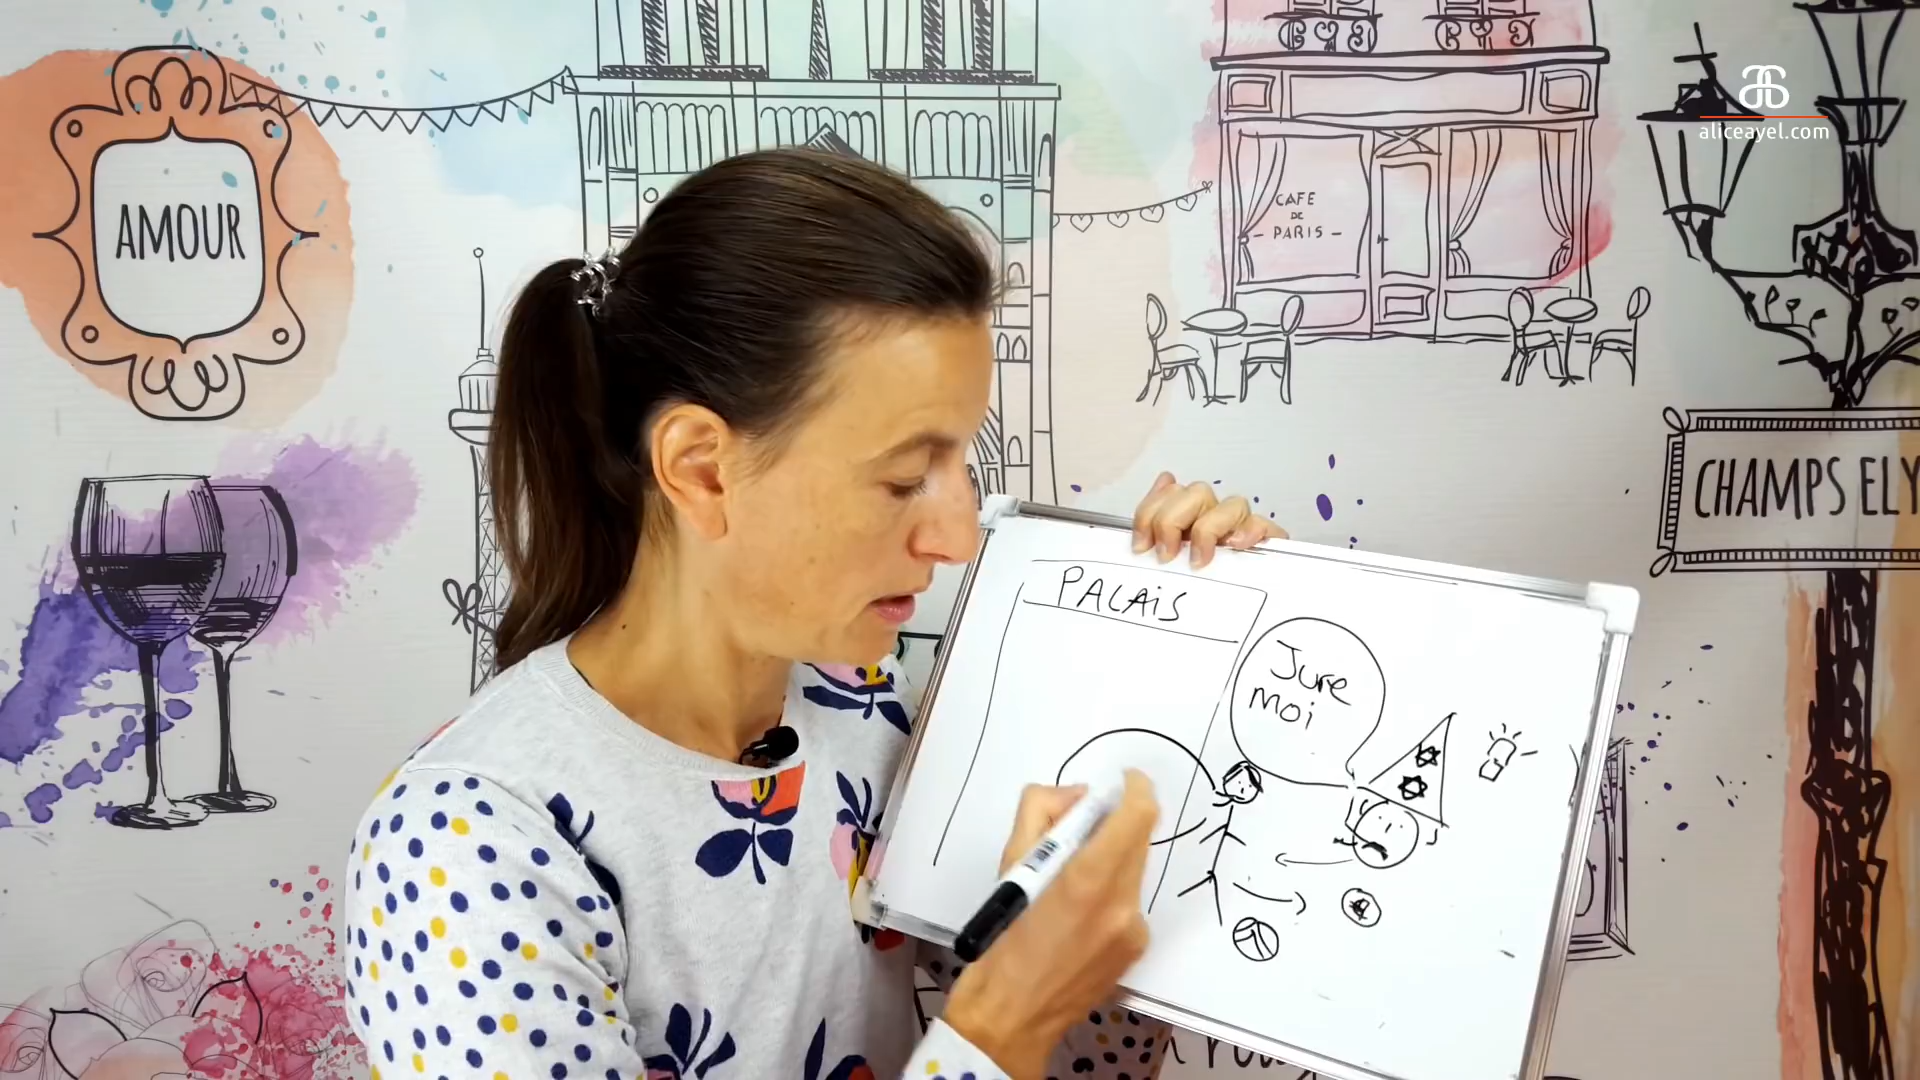 AMOUR
CAFE
DE
- PARIS -
aliceayel.com
CHAMPS ELY
PALAiS
Jure
moi